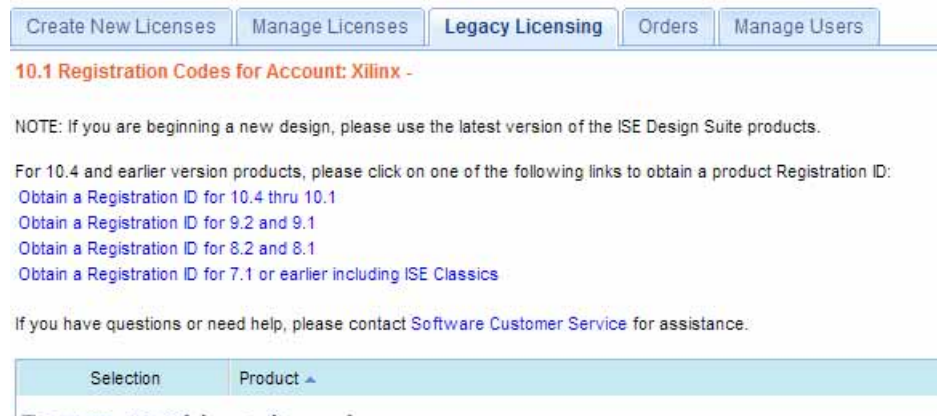 Create New Licenses Manage Licenses Legacy Licensing Orders Manage Users
10.1 Registration Codes for Account: Xilinx -
NOTE: If you are beginning a new design, please use the latest version of the ISE Design Suite products.
For 10.4 and earlier version products, please click on one of the following links to obtain a product Registration ID:
Obtain a Registration ID for 10.4 thru 10.1
Obtain a Registration ID for 9.2 and 9.1
Obtain a Registration ID for 8.2 and 8.1
Obtain a Registration ID for 7.1 or earlier including ISE Classics
If you have questions or need help, please contact Software Customer Service for assistance.
Selection Product